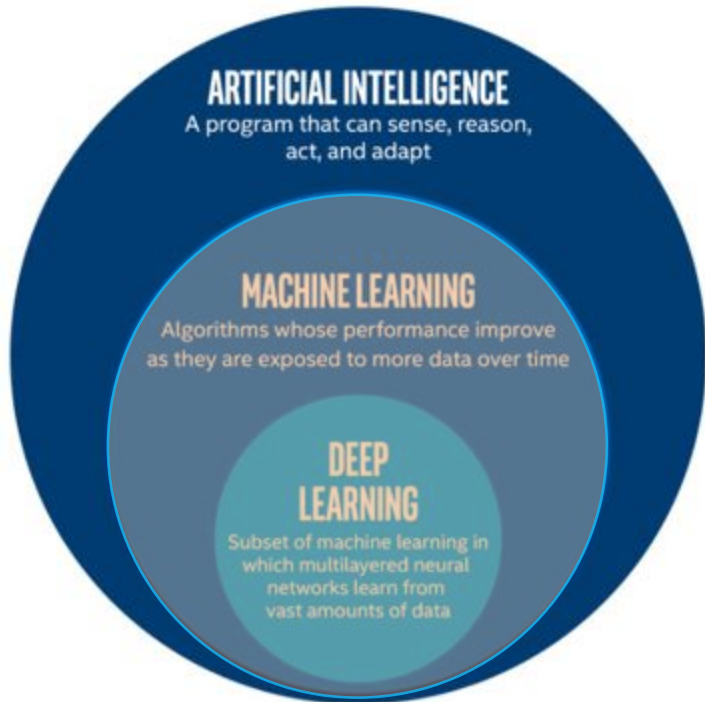 ARTIFICIAL INTELLIGENCE
A program that can sense, reason,
act, and adapt
MACHINE LEARNING
Algorithms whose performance improve
as they are exposed to more data over time
DEEP
LEARNING
Subset of machine learning in
which multilayered neural
networks learn from
vast amounts of data